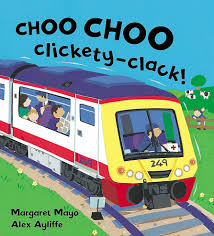 CHOO CHOO
clickety-clack!
249
Margaret Mayo
Alex Ayliffe